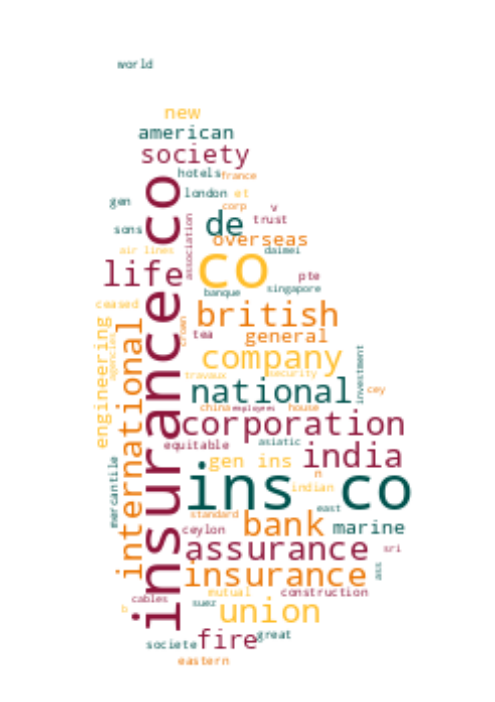 world
new
american
society
hotels
france
london
et
gen
corp
v
trust
sons
de
overseas
association
air lines
daimei
life
co
pte
banque
singapore
ceased
british
tea
general
crown
company
engineering
international
agencies
investment
travaux
security
national
cey
china
employees
house
corporation
equitable
asiatic
india
gen ins
n
indian
mercantile
insurance co
ins co
east
standard
bank
marine
ceylon
assurance
sri
insurance
ass
mutual
construction
cables
suez
b
union
societe
fire
great
eastern